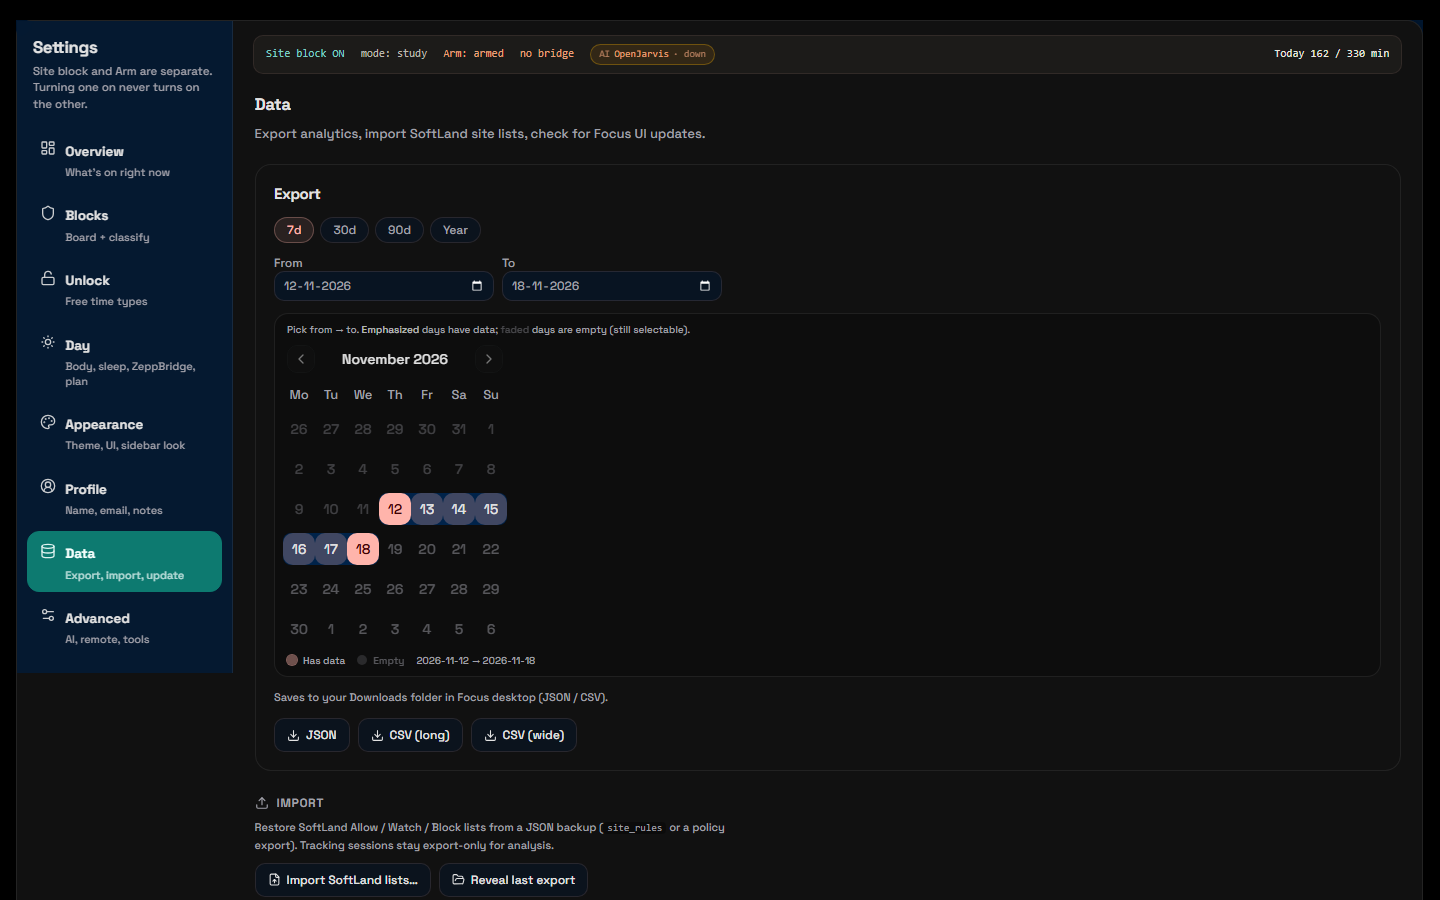 Settings
Site block and Arm are separate.
Turning one on never turns on
the other.
Overview
What's on right now
Blocks
Board + classify
Unlock
Free time types
Day
Body, sleep, ZeppBridge,
plan
Appearance
Theme, UI, sidebar look
Profile
Name, email, notes
Data
Export, import, update
Advanced
AI, remote, tools
Site block ON mode: study Arm: armed no bridge AI OpenJarvis · down Today 162 / 330 min
Data
Export analytics, import SoftLand site lists, check for Focus UI updates.
Export
7d 30d 90d Year
From To
12-11-2026 18-11-2026
Pick from → to. Emphasized days have data; faded days are empty (still selectable).
November 2026
Mo Tu We Th Fr Sa Su
26 27 28 29 30 31 1
2 3 4 5 6 7 8
9 10 11 12 13 14 15
16 17 18 19 20 21 22
23 24 25 26 27 28 29
30 1 2 3 4 5 6
Has data Empty 2026-11-12 → 2026-11-18
Saves to your Downloads folder in Focus desktop (JSON / CSV).
JSON CSV (long) CSV (wide)
IMPORT
Restore SoftLand Allow / Watch / Block lists from a JSON backup ( site_rules or a policy
export). Tracking sessions stay export-only for analysis.
Import SoftLand lists… Reveal last export